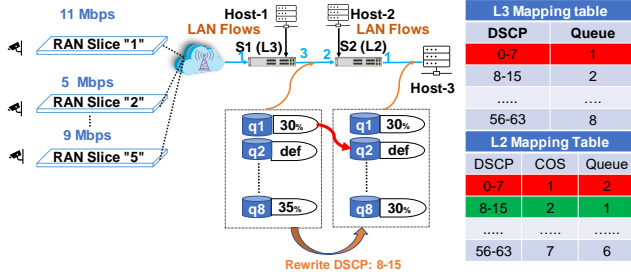 11 Mbps
RAN Slice "1"
5 Mbps
RAN Slice "2"
9 Mbps
RAN Slice "5"
Host-1
LAN Flows
S1 (L3)
1
3
Host-2
LAN Flows
S2 (L2)
2
1
Host-3
q1 30%
q2 def
q8 35%
q1 30%
q2 def
q8 30%
Rewrite DSCP: 8-15
L3 Mapping table
DSCP Queue
0-7 1
8-15 2
..... ....
56-63 8
L2 Mapping Table
DSCP COS Queue
0-7 1 2
8-15 2 1
...... ..... ....
56-63 7 6